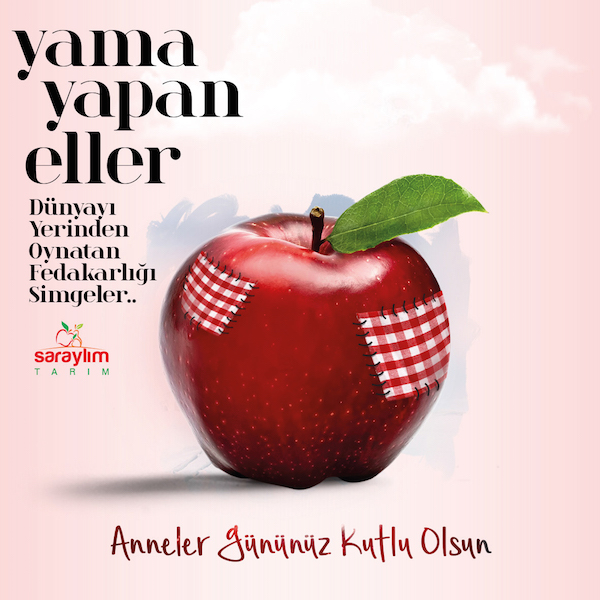 yama
yapan
eller
Dünyayı
Yerinden
Oynatan
Fedakarlığı
Simgeler..
saraylım
TARIM
Anneler Gününüz Kutlu Olsun